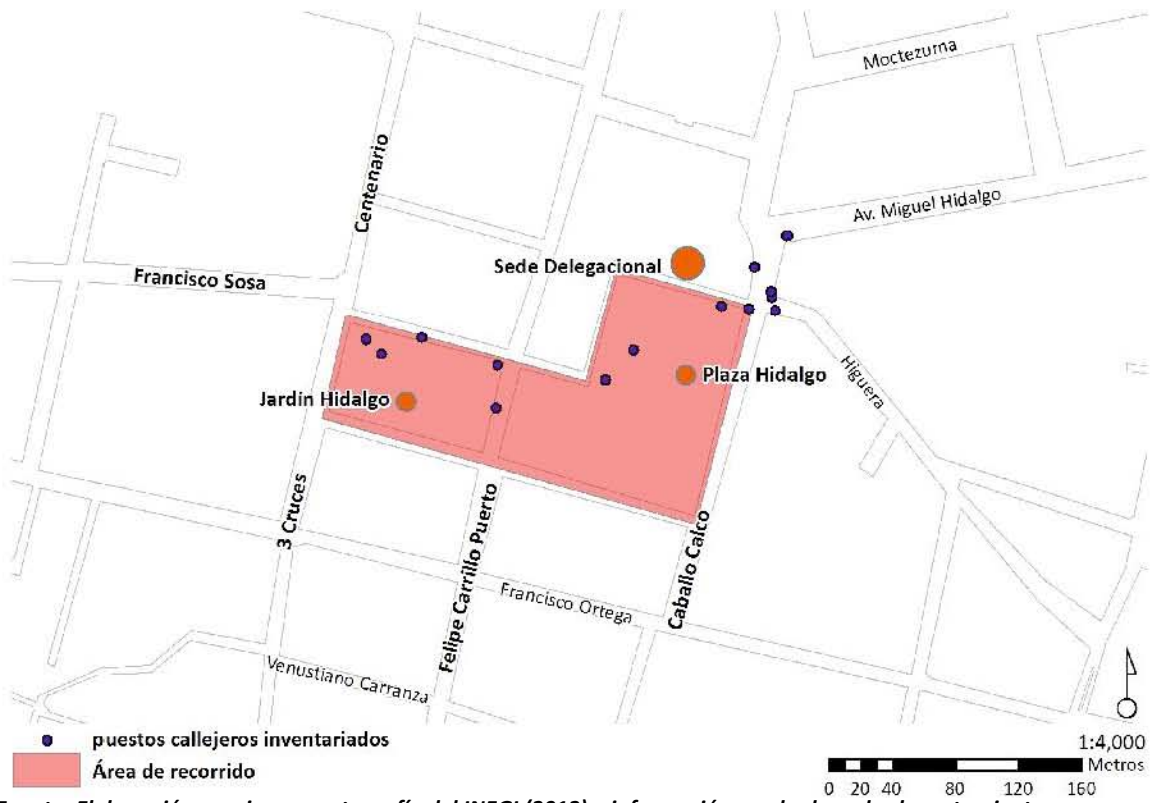 Moctezuma
Centenario
Av. Miguel Hidalgo
Sede Delegacional
Francisco Sosa
Higuera
Plaza Hidalgo
Jardín Hidalgo
3 Cruces
Felipe Carrillo Puerto
Caballo Calco
Francisco Ortega
Venustiano Carranza
puestos callejeros inventariados
Área de recorrido
1:4,000
Metros
0 20 40 80 120 160